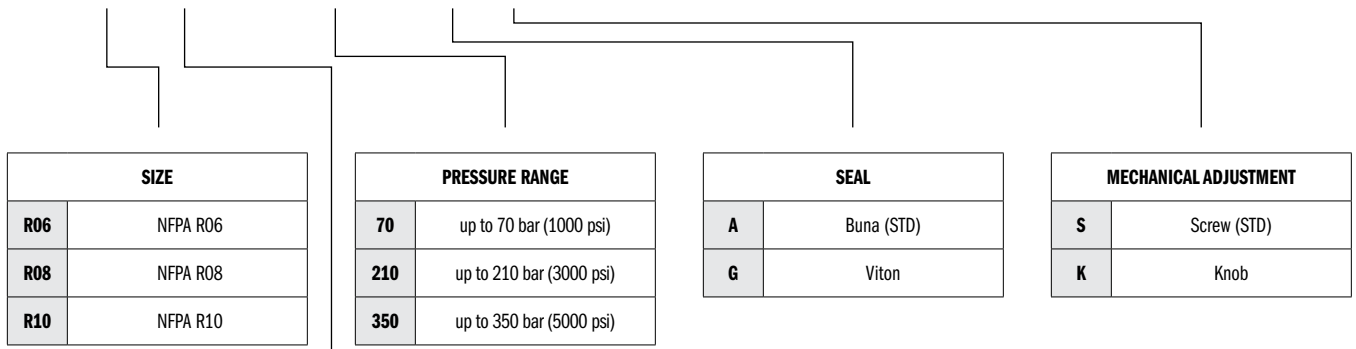 SIZE
R06 NFPA R06
R08 NFPA R08
R10 NFPA R10
PRESSURE RANGE
70 up to 70 bar (1000 psi)
210 up to 210 bar (3000 psi)
350 up to 350 bar (5000 psi)
SEAL
A Buna (STD)
G Viton
MECHANICAL ADJUSTMENT
S Screw (STD)
K Knob